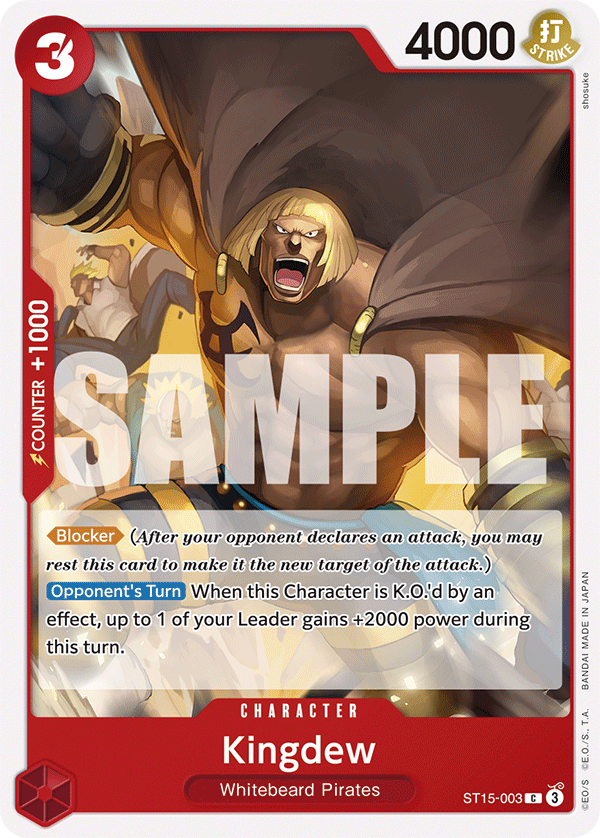 3
4000
打
STRIKE
shosuke
COUNTER +1000
SAMPLE
Blocker (After your opponent declares an attack, you may
rest this card to make it the new target of the attack.)
Opponent's Turn When this Character is K.O.'d by an
effect, up to 1 of your Leader gains +2000 power during
this turn.
CHARACTER
Kingdew
Whitebeard Pirates
ST15-003 C 3
©EO/S ©E.O./S., T.A. BANDAI MADE IN JAPAN